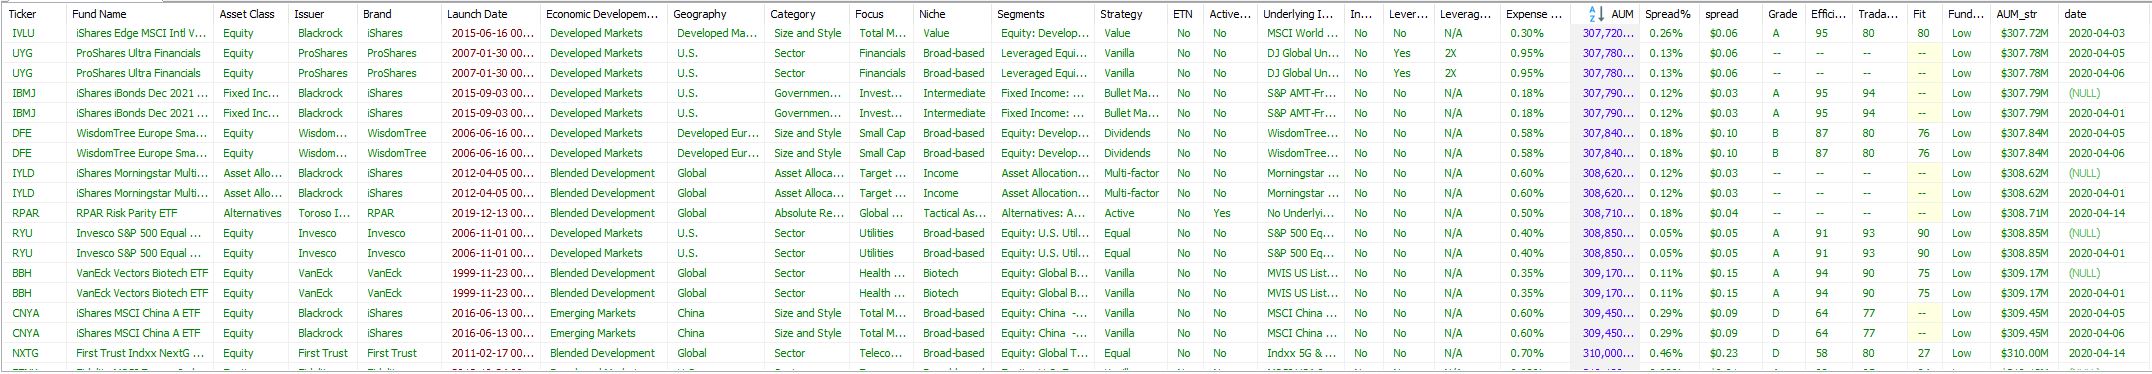 Ticker Fund Name Asset Class Issuer Brand Launch Date Economic Developem... Geography Category Focus Niche Segments Strategy ETN Active... Underlying I... In... Lever... Leverag... Expense ... AUM Spread% spread Grade Effici... Trada... Fit Fund... AUM_str date
IVLU iShares Edge MSCI Intl V... Equity Blackrock iShares 2015-06-16 00... Developed Markets Developed Ma... Size and Style Total M... Value Equity: Develop... Value No No MSCI World ... No No N/A 0.30% 307,720... 0.26% $0.06 A 95 80 80 Low $307.72M 2020-04-03
UYG ProShares Ultra Financials Equity ProShares ProShares 2007-01-30 00... Developed Markets U.S. Sector Financials Broad-based Leveraged Equi... Vanilla No No DJ Global Un... No Yes 2X 0.95% 307,780... 0.13% $0.06 -- -- -- -- Low $307.78M 2020-04-05
UYG ProShares Ultra Financials Equity ProShares ProShares 2007-01-30 00... Developed Markets U.S. Sector Financials Broad-based Leveraged Equi... Vanilla No No DJ Global Un... No Yes 2X 0.95% 307,780... 0.13% $0.06 -- -- -- -- Low $307.78M 2020-04-06
IBMJ iShares iBonds Dec 2021 ... Fixed Inc... Blackrock iShares 2015-09-03 00... Developed Markets U.S. Governmen... Invest... Intermediate Fixed Income: ... Bullet Ma... No No S&P AMT-Fr... No No N/A 0.18% 307,790... 0.12% $0.03 A 95 94 -- Low $307.79M (NULL)
IBMJ iShares iBonds Dec 2021 ... Fixed Inc... Blackrock iShares 2015-09-03 00... Developed Markets U.S. Governmen... Invest... Intermediate Fixed Income: ... Bullet Ma... No No S&P AMT-Fr... No No N/A 0.18% 307,790... 0.12% $0.03 A 95 94 -- Low $307.79M 2020-04-01
DFE WisdomTree Europe Sma... Equity Wisdom... WisdomTree 2006-06-16 00... Developed Markets Developed Eur... Size and Style Small Cap Broad-based Equity: Develop... Dividends No No WisdomTree... No No N/A 0.58% 307,840... 0.18% $0.10 B 87 80 76 Low $307.84M 2020-04-05
DFE WisdomTree Europe Sma... Equity Wisdom... WisdomTree 2006-06-16 00... Developed Markets Developed Eur... Size and Style Small Cap Broad-based Equity: Develop... Dividends No No WisdomTree... No No N/A 0.58% 307,840... 0.18% $0.10 B 87 80 76 Low $307.84M 2020-04-06
IYLD iShares Morningstar Multi... Asset Allo... Blackrock iShares 2012-04-05 00... Blended Development Global Asset Alloca... Target ... Income Asset Allocation... Multi-factor No No Morningstar ... No No N/A 0.60% 308,620... 0.12% $0.03 -- -- -- -- Low $308.62M (NULL)
IYLD iShares Morningstar Multi... Asset Allo... Blackrock iShares 2012-04-05 00... Blended Development Global Asset Alloca... Target ... Income Asset Allocation... Multi-factor No No Morningstar ... No No N/A 0.60% 308,620... 0.12% $0.03 -- -- -- -- Low $308.62M 2020-04-01
RPAR RPAR Risk Parity ETF Alternatives Toroso I... RPAR 2019-12-13 00... Blended Development Global Absolute Re... Global ... Tactical As... Alternatives: A... Active No Yes No Underlyi... No No N/A 0.50% 308,710... 0.18% $0.04 -- -- -- -- Low $308.71M 2020-04-14
RYU Invesco S&P 500 Equal ... Equity Invesco Invesco 2006-11-01 00... Developed Markets U.S. Sector Utilities Broad-based Equity: U.S. Util... Equal No No S&P 500 Eq... No No N/A 0.40% 308,850... 0.05% $0.05 A 91 93 90 Low $308.85M (NULL)
RYU Invesco S&P 500 Equal ... Equity Invesco Invesco 2006-11-01 00... Developed Markets U.S. Sector Utilities Broad-based Equity: U.S. Util... Equal No No S&P 500 Eq... No No N/A 0.40% 308,850... 0.05% $0.05 A 91 93 90 Low $308.85M 2020-04-01
BBH VanEck Vectors Biotech ETF Equity VanEck VanEck 1999-11-23 00... Blended Development Global Sector Health ... Biotech Equity: Global B... Vanilla No No MVIS US List... No No N/A 0.35% 309,170... 0.11% $0.15 A 94 90 75 Low $309.17M (NULL)
BBH VanEck Vectors Biotech ETF Equity VanEck VanEck 1999-11-23 00... Blended Development Global Sector Health ... Biotech Equity: Global B... Vanilla No No MVIS US List... No No N/A 0.35% 309,170... 0.11% $0.15 A 94 90 75 Low $309.17M 2020-04-01
CNYA iShares MSCI China A ETF Equity Blackrock iShares 2016-06-13 00... Emerging Markets China Size and Style Total M... Broad-based Equity: China -... Vanilla No No MSCI China ... No No N/A 0.60% 309,450... 0.29% $0.09 D 64 77 -- Low $309.45M 2020-04-05
CNYA iShares MSCI China A ETF Equity Blackrock iShares 2016-06-13 00... Emerging Markets China Size and Style Total M... Broad-based Equity: China -... Vanilla No No MSCI China ... No No N/A 0.60% 309,450... 0.29% $0.09 D 64 77 -- Low $309.45M 2020-04-06
NXTG First Trust Indxx NextG ... Equity First Trust First Trust 2011-02-17 00... Blended Development Global Sector Teleco... Broad-based Equity: Global T... Equal No No Indxx 5G & ... No No N/A 0.70% 310,000... 0.46% $0.23 D 58 80 27 Low $310.00M 2020-04-14